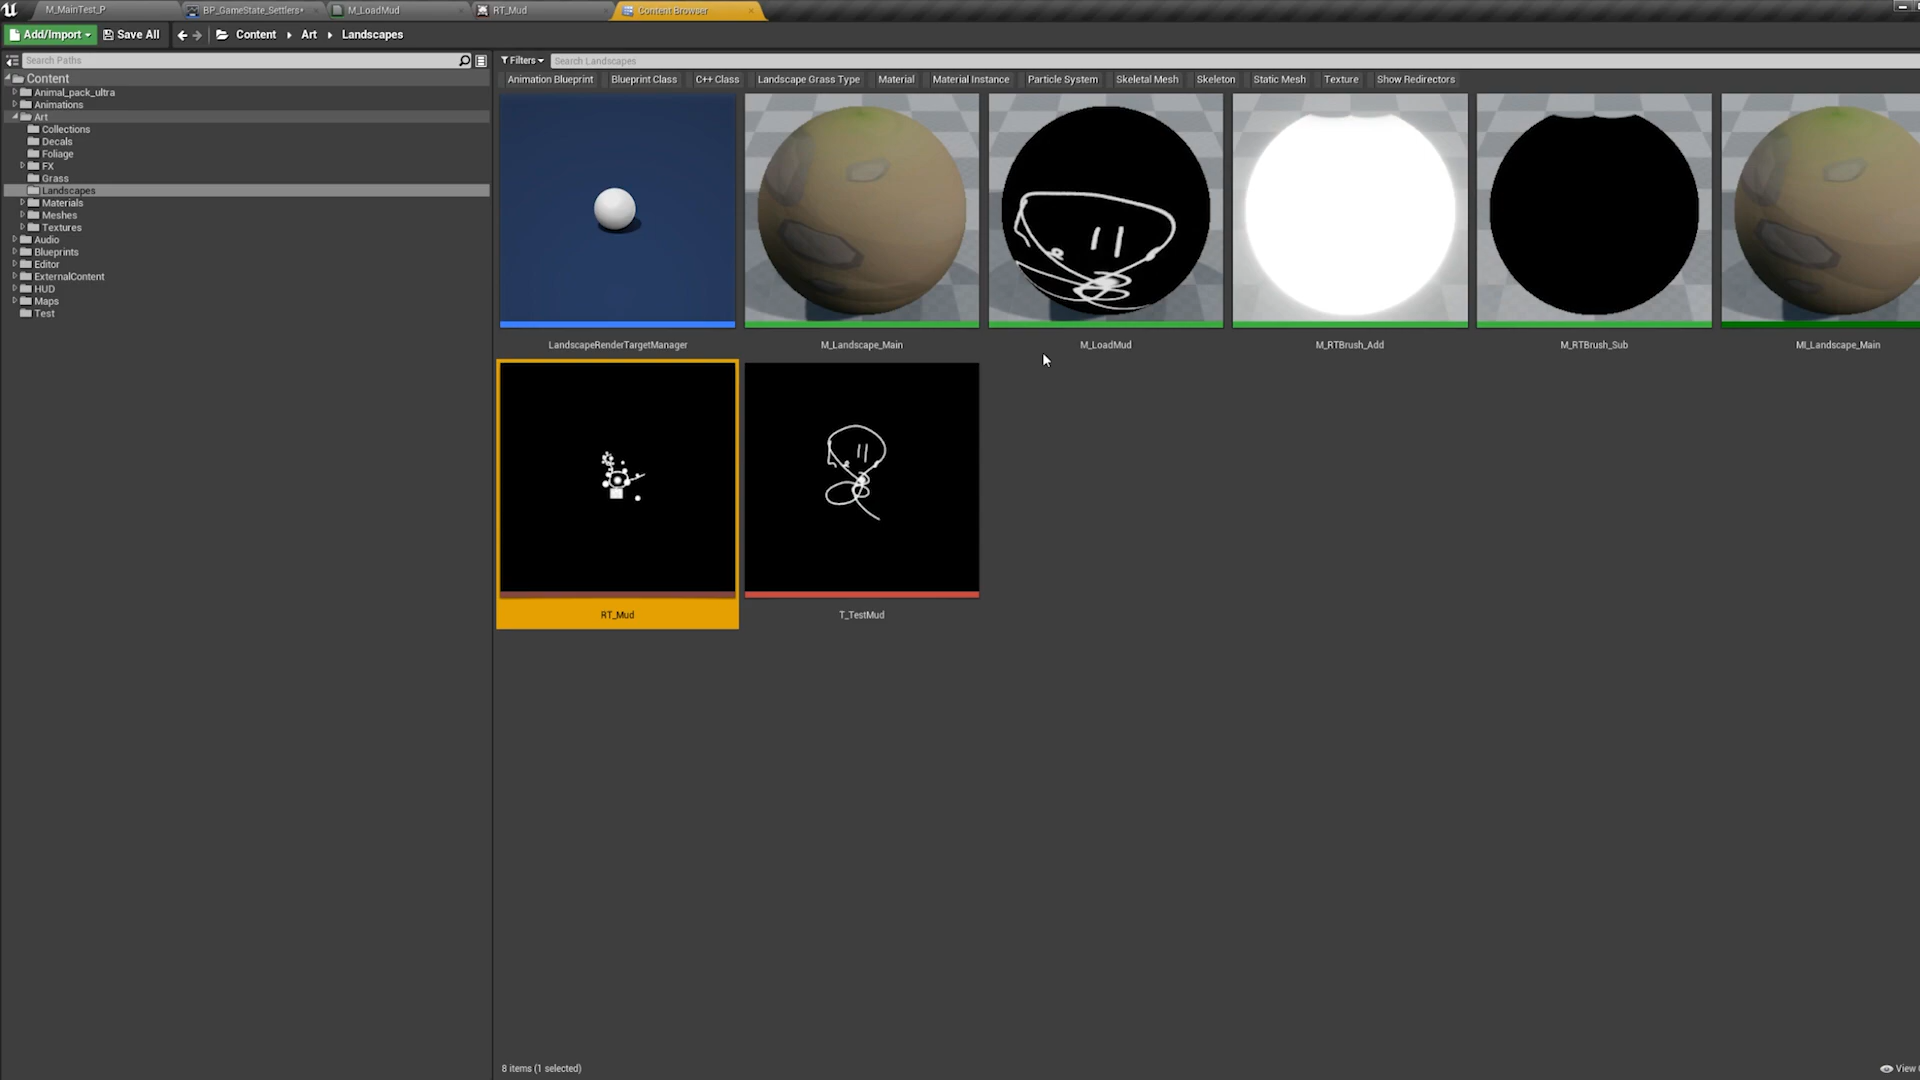 M_MainTest_P
BP_GameState_Settlers*
M_LoadMud
RT_Mud
Content Browser
Add/Import
Save All
Content
Art
Landscapes
Search Paths
Filters
Search Landscapes
Animation Blueprint
Blueprint Class
C++ Class
Landscape Grass Type
Material
Material Instance
Particle System
Skeletal Mesh
Skeleton
Static Mesh
Texture
Show Redirectors
Content
Animal_pack_ultra
Animations
Art
Collections
Decals
Foliage
FX
Grass
Landscapes
Materials
Meshes
Textures
Audio
Blueprints
Editor
ExternalContent
HUD
Maps
Test
LandscapeRenderTargetManager
M_Landscape_Main
M_LoadMud
M_RTBrush_Add
M_RTBrush_Sub
MI_Landscape_Main
RT_Mud
T_TestMud
8 items (1 selected)
View